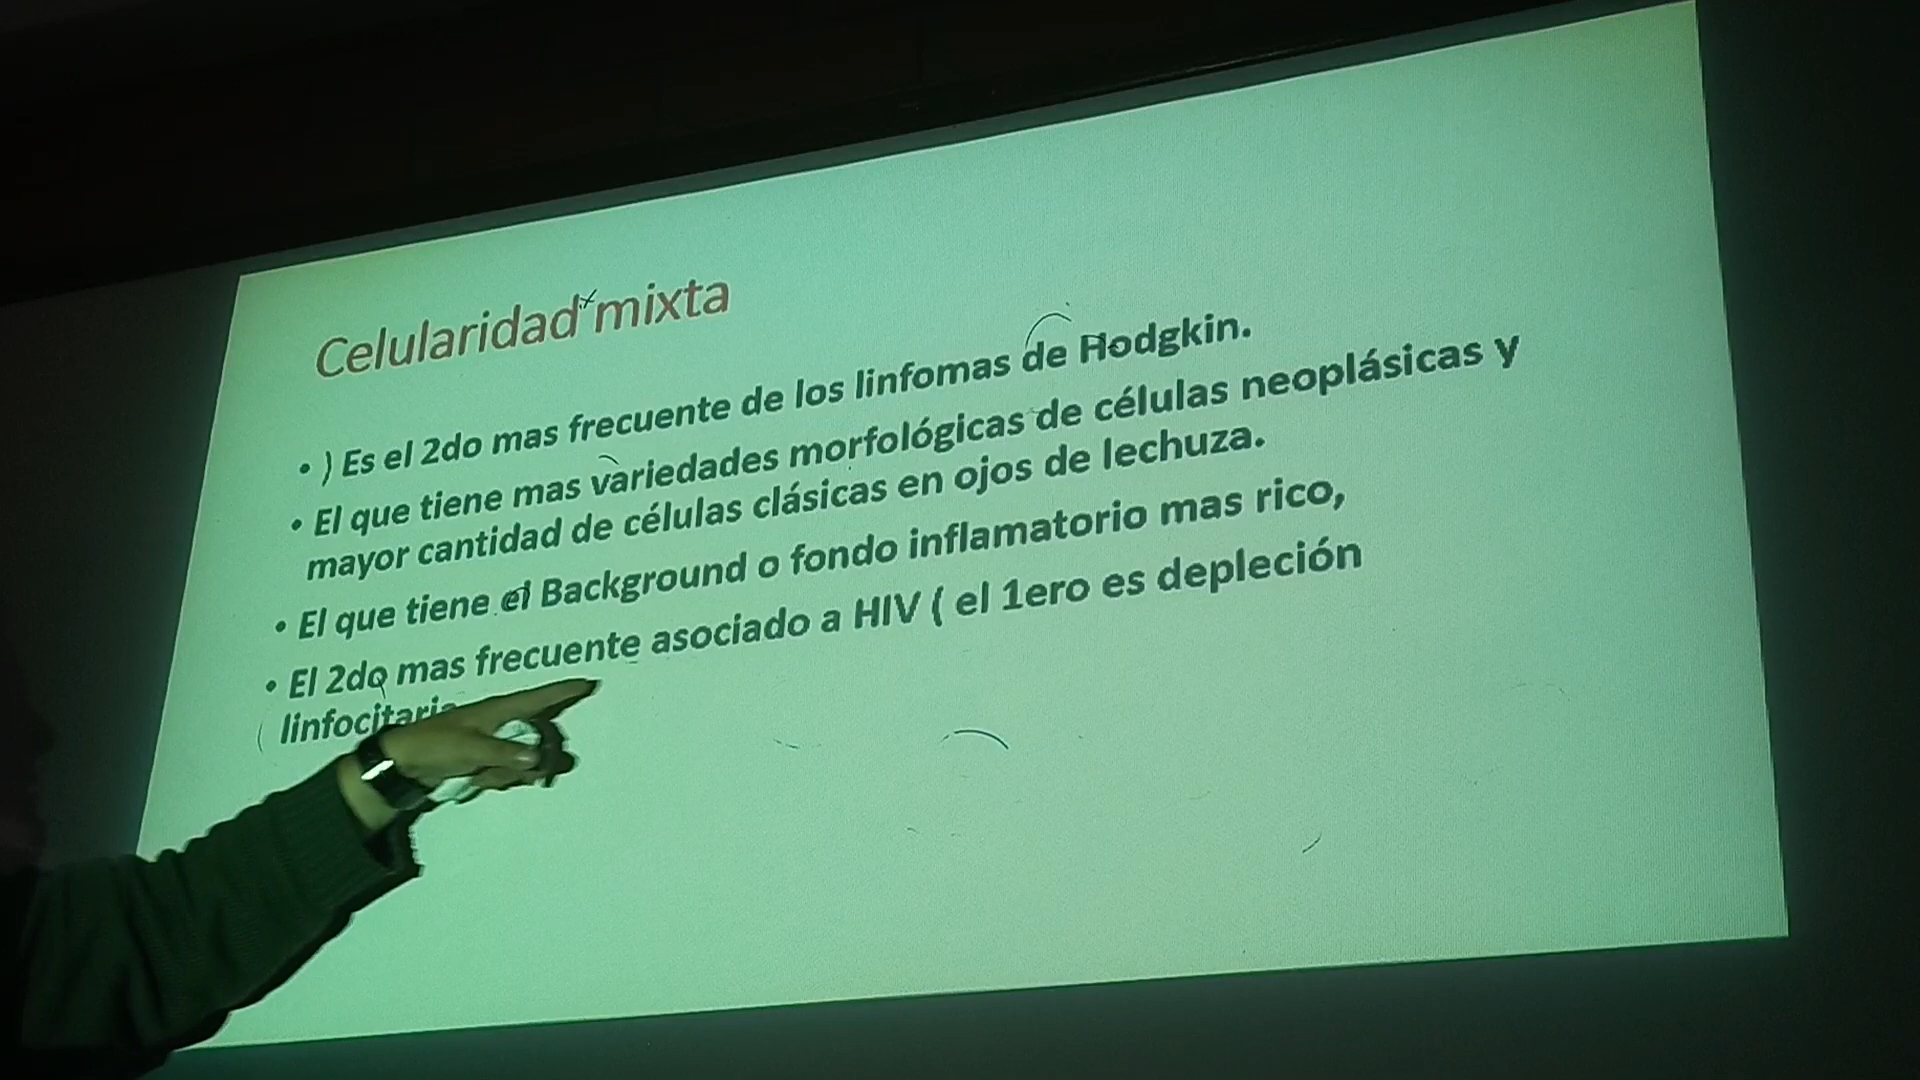 Celularidad mixta
• ) Es el 2do mas frecuente de los linfomas de Hodgkin.
• El que tiene mas variedades morfológicas de células neoplásicas y
mayor cantidad de células clásicas en ojos de lechuza.
• El que tiene el Background o fondo inflamatorio mas rico,
• El 2do mas frecuente asociado a HIV ( el 1ero es depleción
linfocitaria